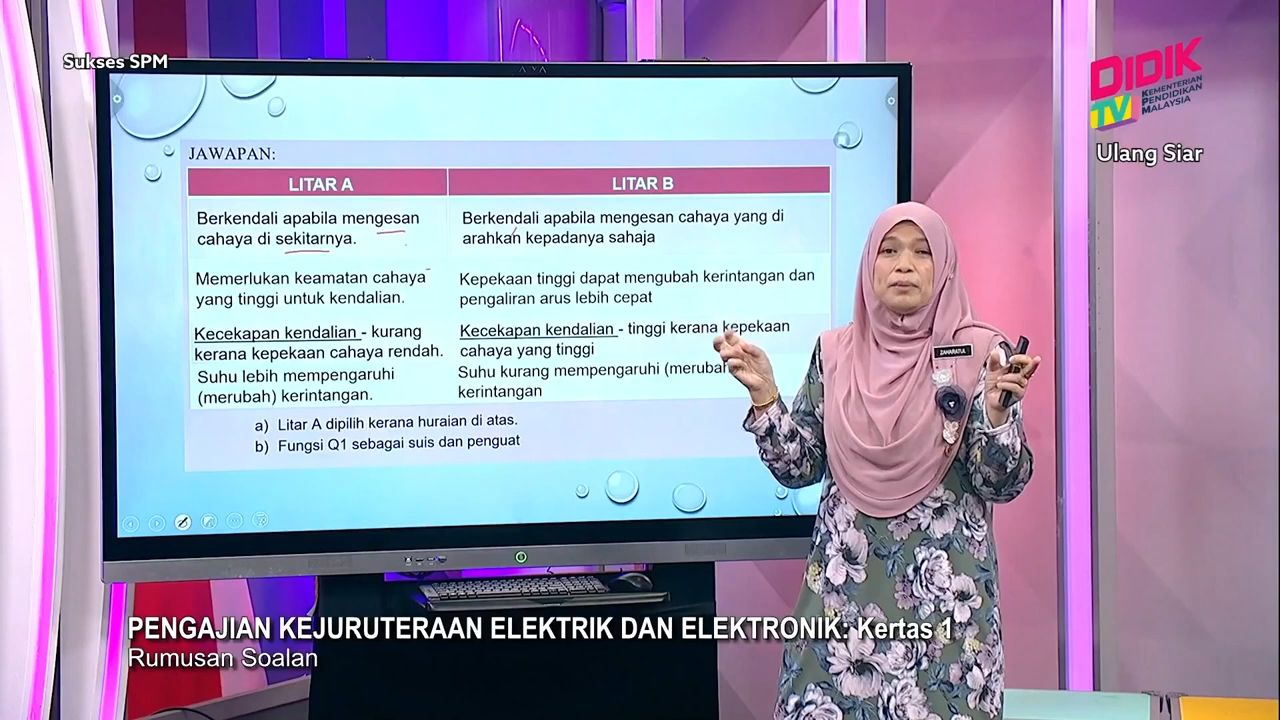 Sukses SPM
DIDIK
TV
KEMENTERIAN
PENDIDIKAN
MALAYSIA
Ulang Siar
JAWAPAN:
LITAR A
LITAR B
Berkendali apabila mengesan
cahaya di sekitarnya.
Berkendali apabila mengesan cahaya yang di
arahkan kepadanya sahaja
Memerlukan keamatan cahaya
yang tinggi untuk kendalian.
Kepekaan tinggi dapat mengubah kerintangan dan
pengaliran arus lebih cepat
Kecekapan kendalian - kurang
kerana kepekaan cahaya rendah.
Kecekapan kendalian - tinggi kerana kepekaan
cahaya yang tinggi
Suhu lebih mempengaruhi
(merubah) kerintangan.
Suhu kurang mempengaruhi (merubah
kerintangan
a) Litar A dipilih kerana huraian di atas.
b) Fungsi Q1 sebagai suis dan penguat
ZAHARATUL
PENGAJIAN KEJURUTERAAN ELEKTRIK DAN ELEKTRONIK: Kertas 1
Rumusan Soalan